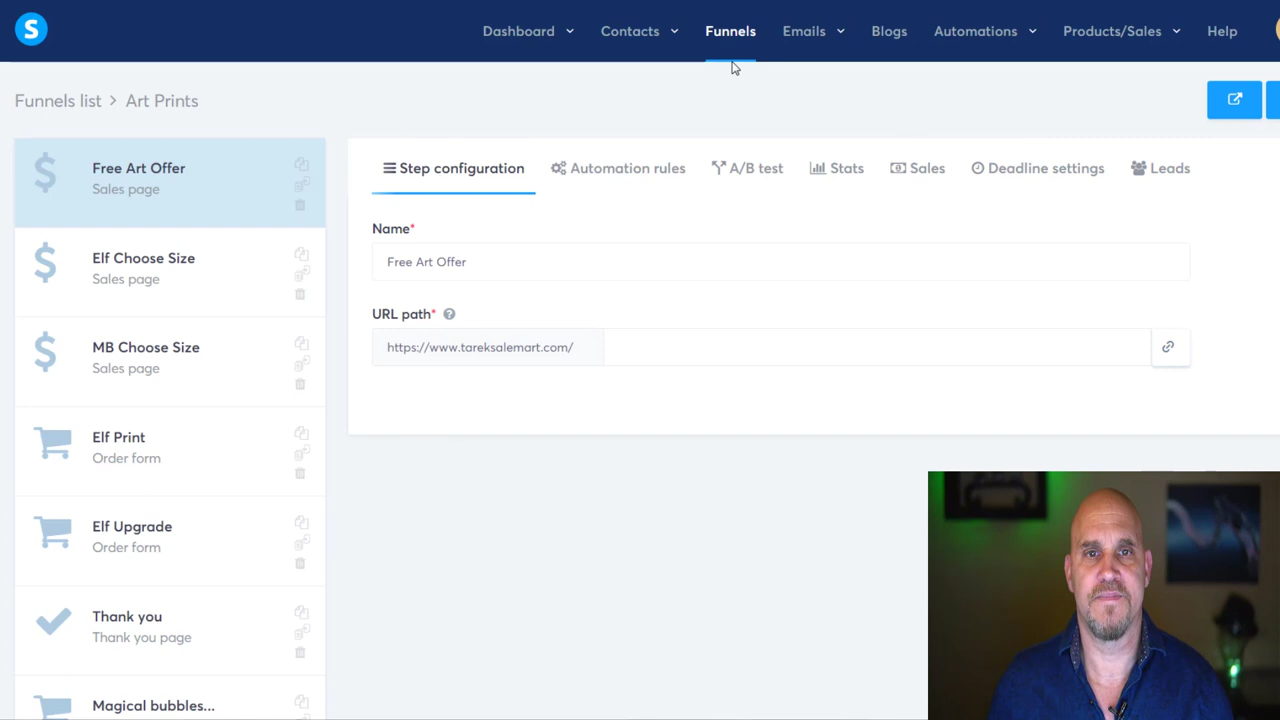 S
Dashboard Contacts Funnels Emails Blogs Automations Products/Sales Help
Funnels list > Art Prints
Free Art Offer
Sales page
Elf Choose Size
Sales page
MB Choose Size
Sales page
Elf Print
Order form
Elf Upgrade
Order form
Thank you
Thank you page
Magical bubbles...
Step configuration Automation rules A/B test Stats Sales Deadline settings Leads
Name*
Free Art Offer
URL path* ?
https://www.tareksalemart.com/